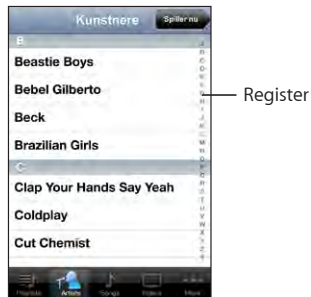 Kunstnere
Spiller nu
B
Beastie Boys
Bebel Gilberto
Register
Beck
Brazilian Girls
C
Clap Your Hands Say Yeah
Coldplay
Cut Chemist
Playlists Artists Songs Videos More